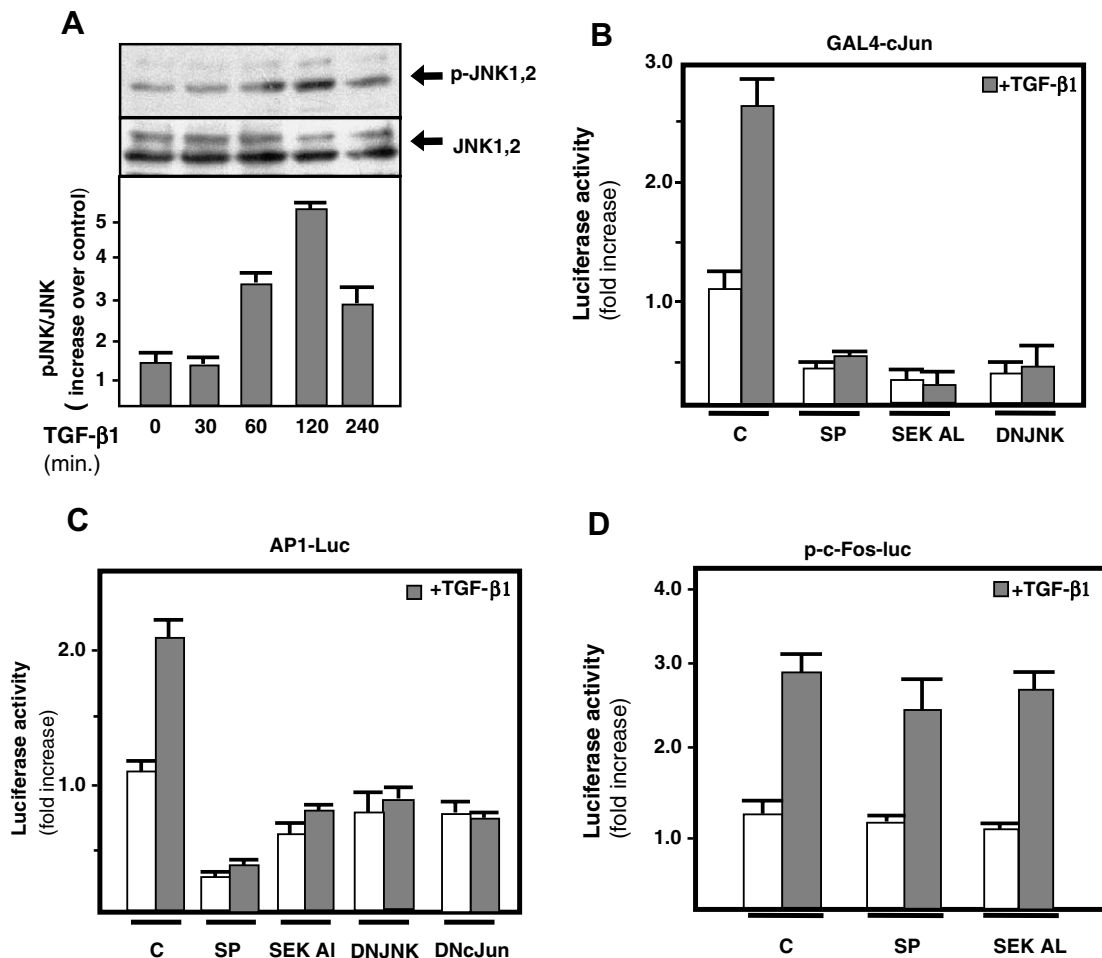 A
p-JNK1,2
JNK1,2
pJNK/JNK
( increase over control)
5
4
3
2
1
TGF-β1 0 30 60 120 240
(min.)
B
GAL4-cJun
+TGF-β1
Luciferase activity
(fold increase)
3.0
2.0
1.0
C SP SEK AL DNJNK
C
AP1-Luc
+TGF-β1
Luciferase activity
(fold increase)
2.0
1.0
C SP SEK Al DNJNK DNcJun
D
p-c-Fos-luc
+TGF-β1
Luciferase activity
(fold increase)
4.0
3.0
2.0
1.0
C SP SEK AL